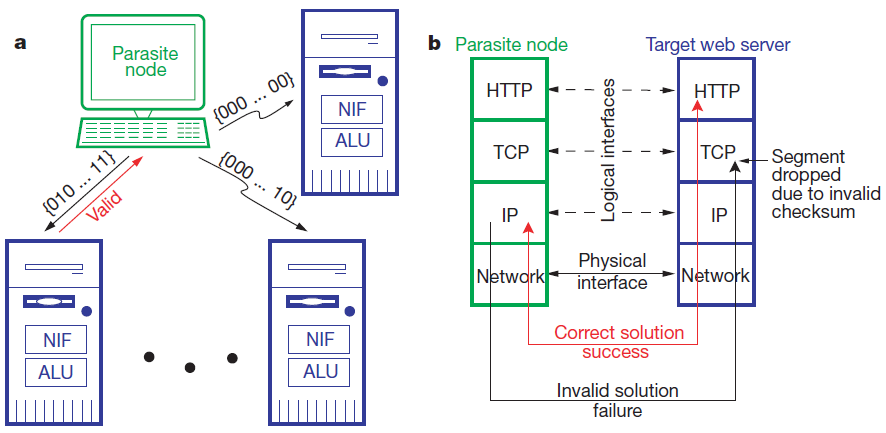 a
Parasite
node
{000 ... 00}
NIF
ALU
{010 ... 11}
Valid
{000 ... 10}
NIF
ALU
NIF
ALU
b
Parasite node
Target web server
HTTP
HTTP
TCP
TCP
IP
IP
Network
Network
Logical interfaces
Physical
interface
Segment
dropped
due to invalid
checksum
Correct solution
success
Invalid solution
failure